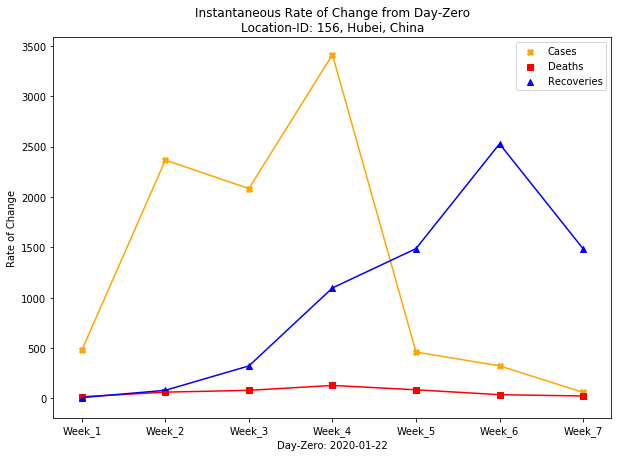 Instantaneous Rate of Change from Day-Zero
Location-ID: 156, Hubei, China
Cases
Deaths
Recoveries
Rate of Change
3500
3000
2500
2000
1500
1000
500
0
Week_1 Week_2 Week_3 Week_4 Week_5 Week_6 Week_7
Day-Zero: 2020-01-22